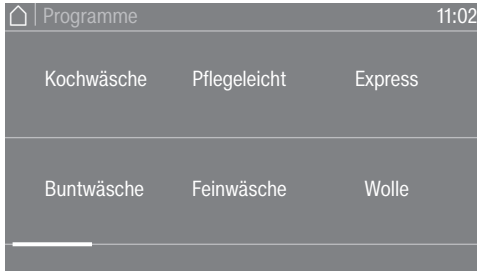 Programme 11:02
Kochwäsche Pflegeleicht Express
Buntwäsche Feinwäsche Wolle